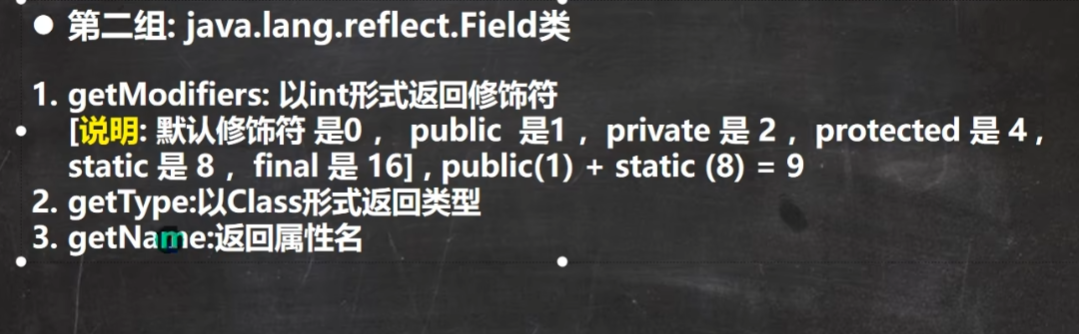 ● 第二组: java.lang.reflect.Field类
1. getModifiers: 以int形式返回修饰符
• [说明: 默认修饰符 是0 ， public 是1 ，private 是 2 ，protected 是 4 ，
static 是 8 ，final 是 16] , public(1) + static (8) = 9
2. getType:以Class形式返回类型
3. getName:返回属性名